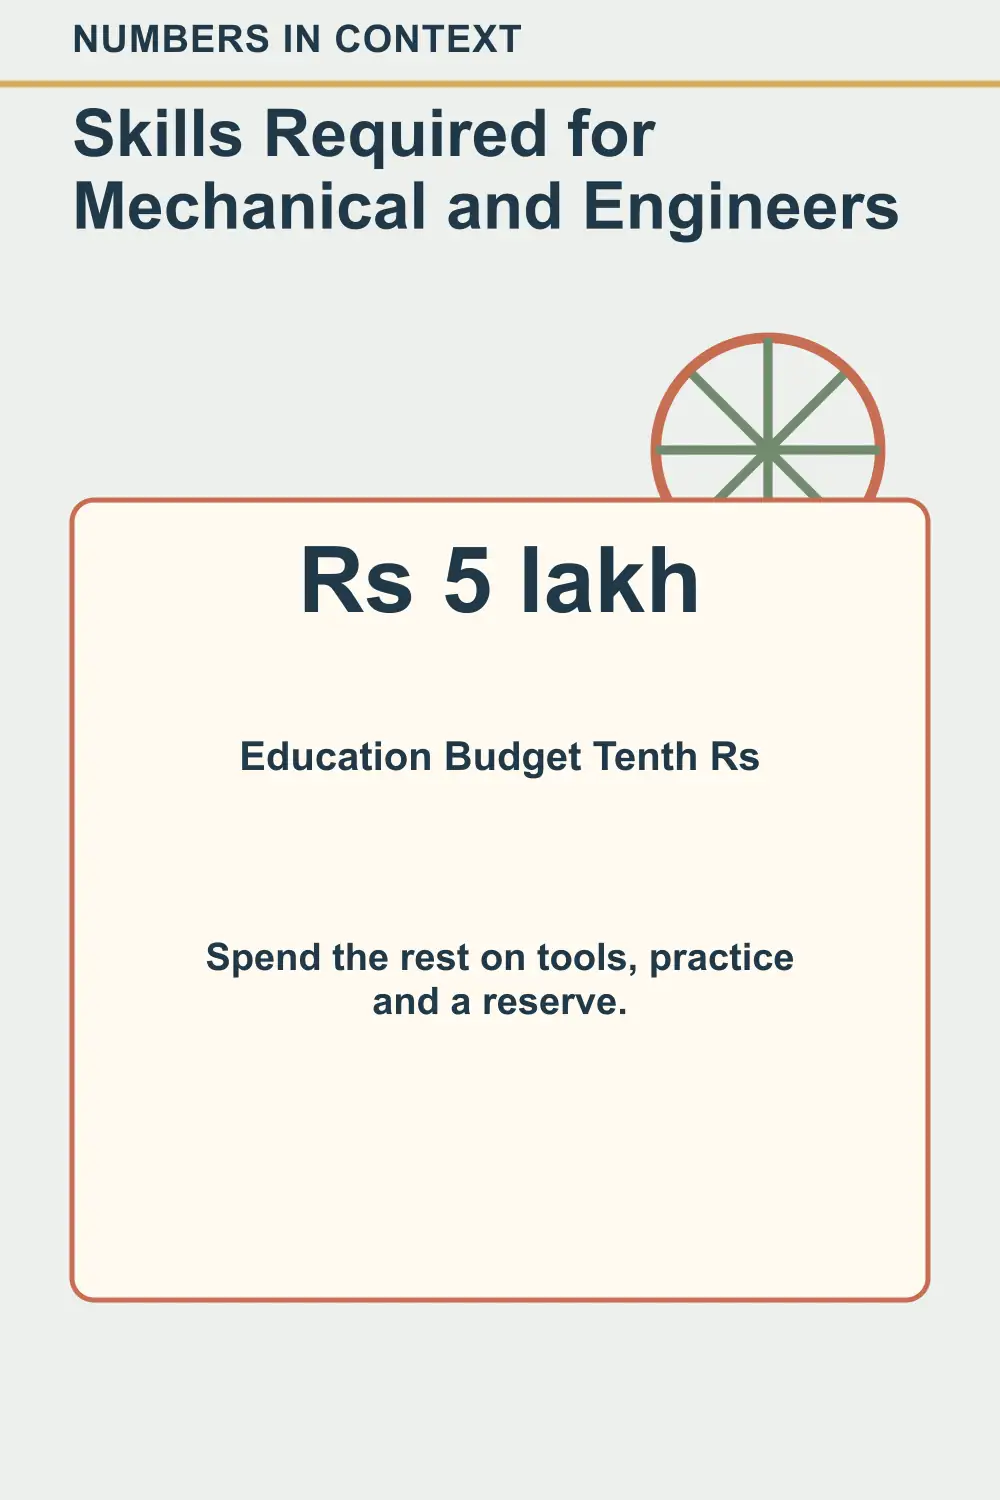 NUMBERS IN CONTEXT
Skills Required for
Mechanical and Engineers
Rs 5 lakh
Education Budget Tenth Rs
Spend the rest on tools, practice
and a reserve.